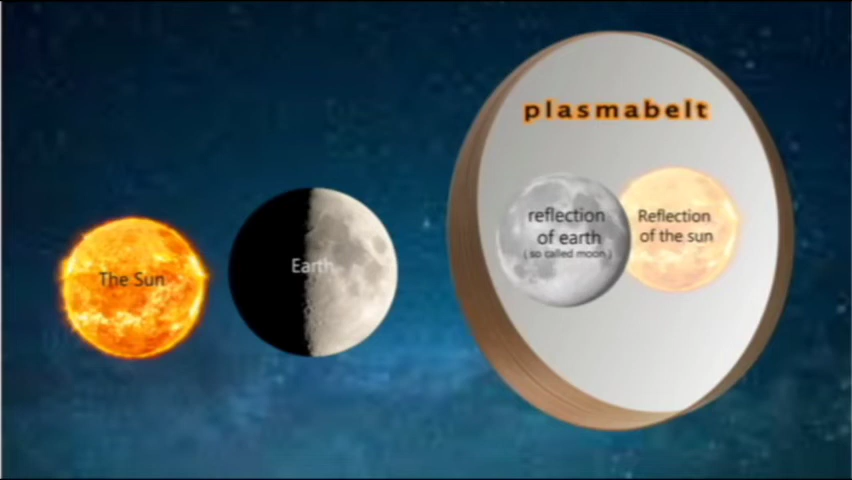 plasmabelt
The Sun
Earth
reflection
of earth
( so called moon )
Reflection
of the sun